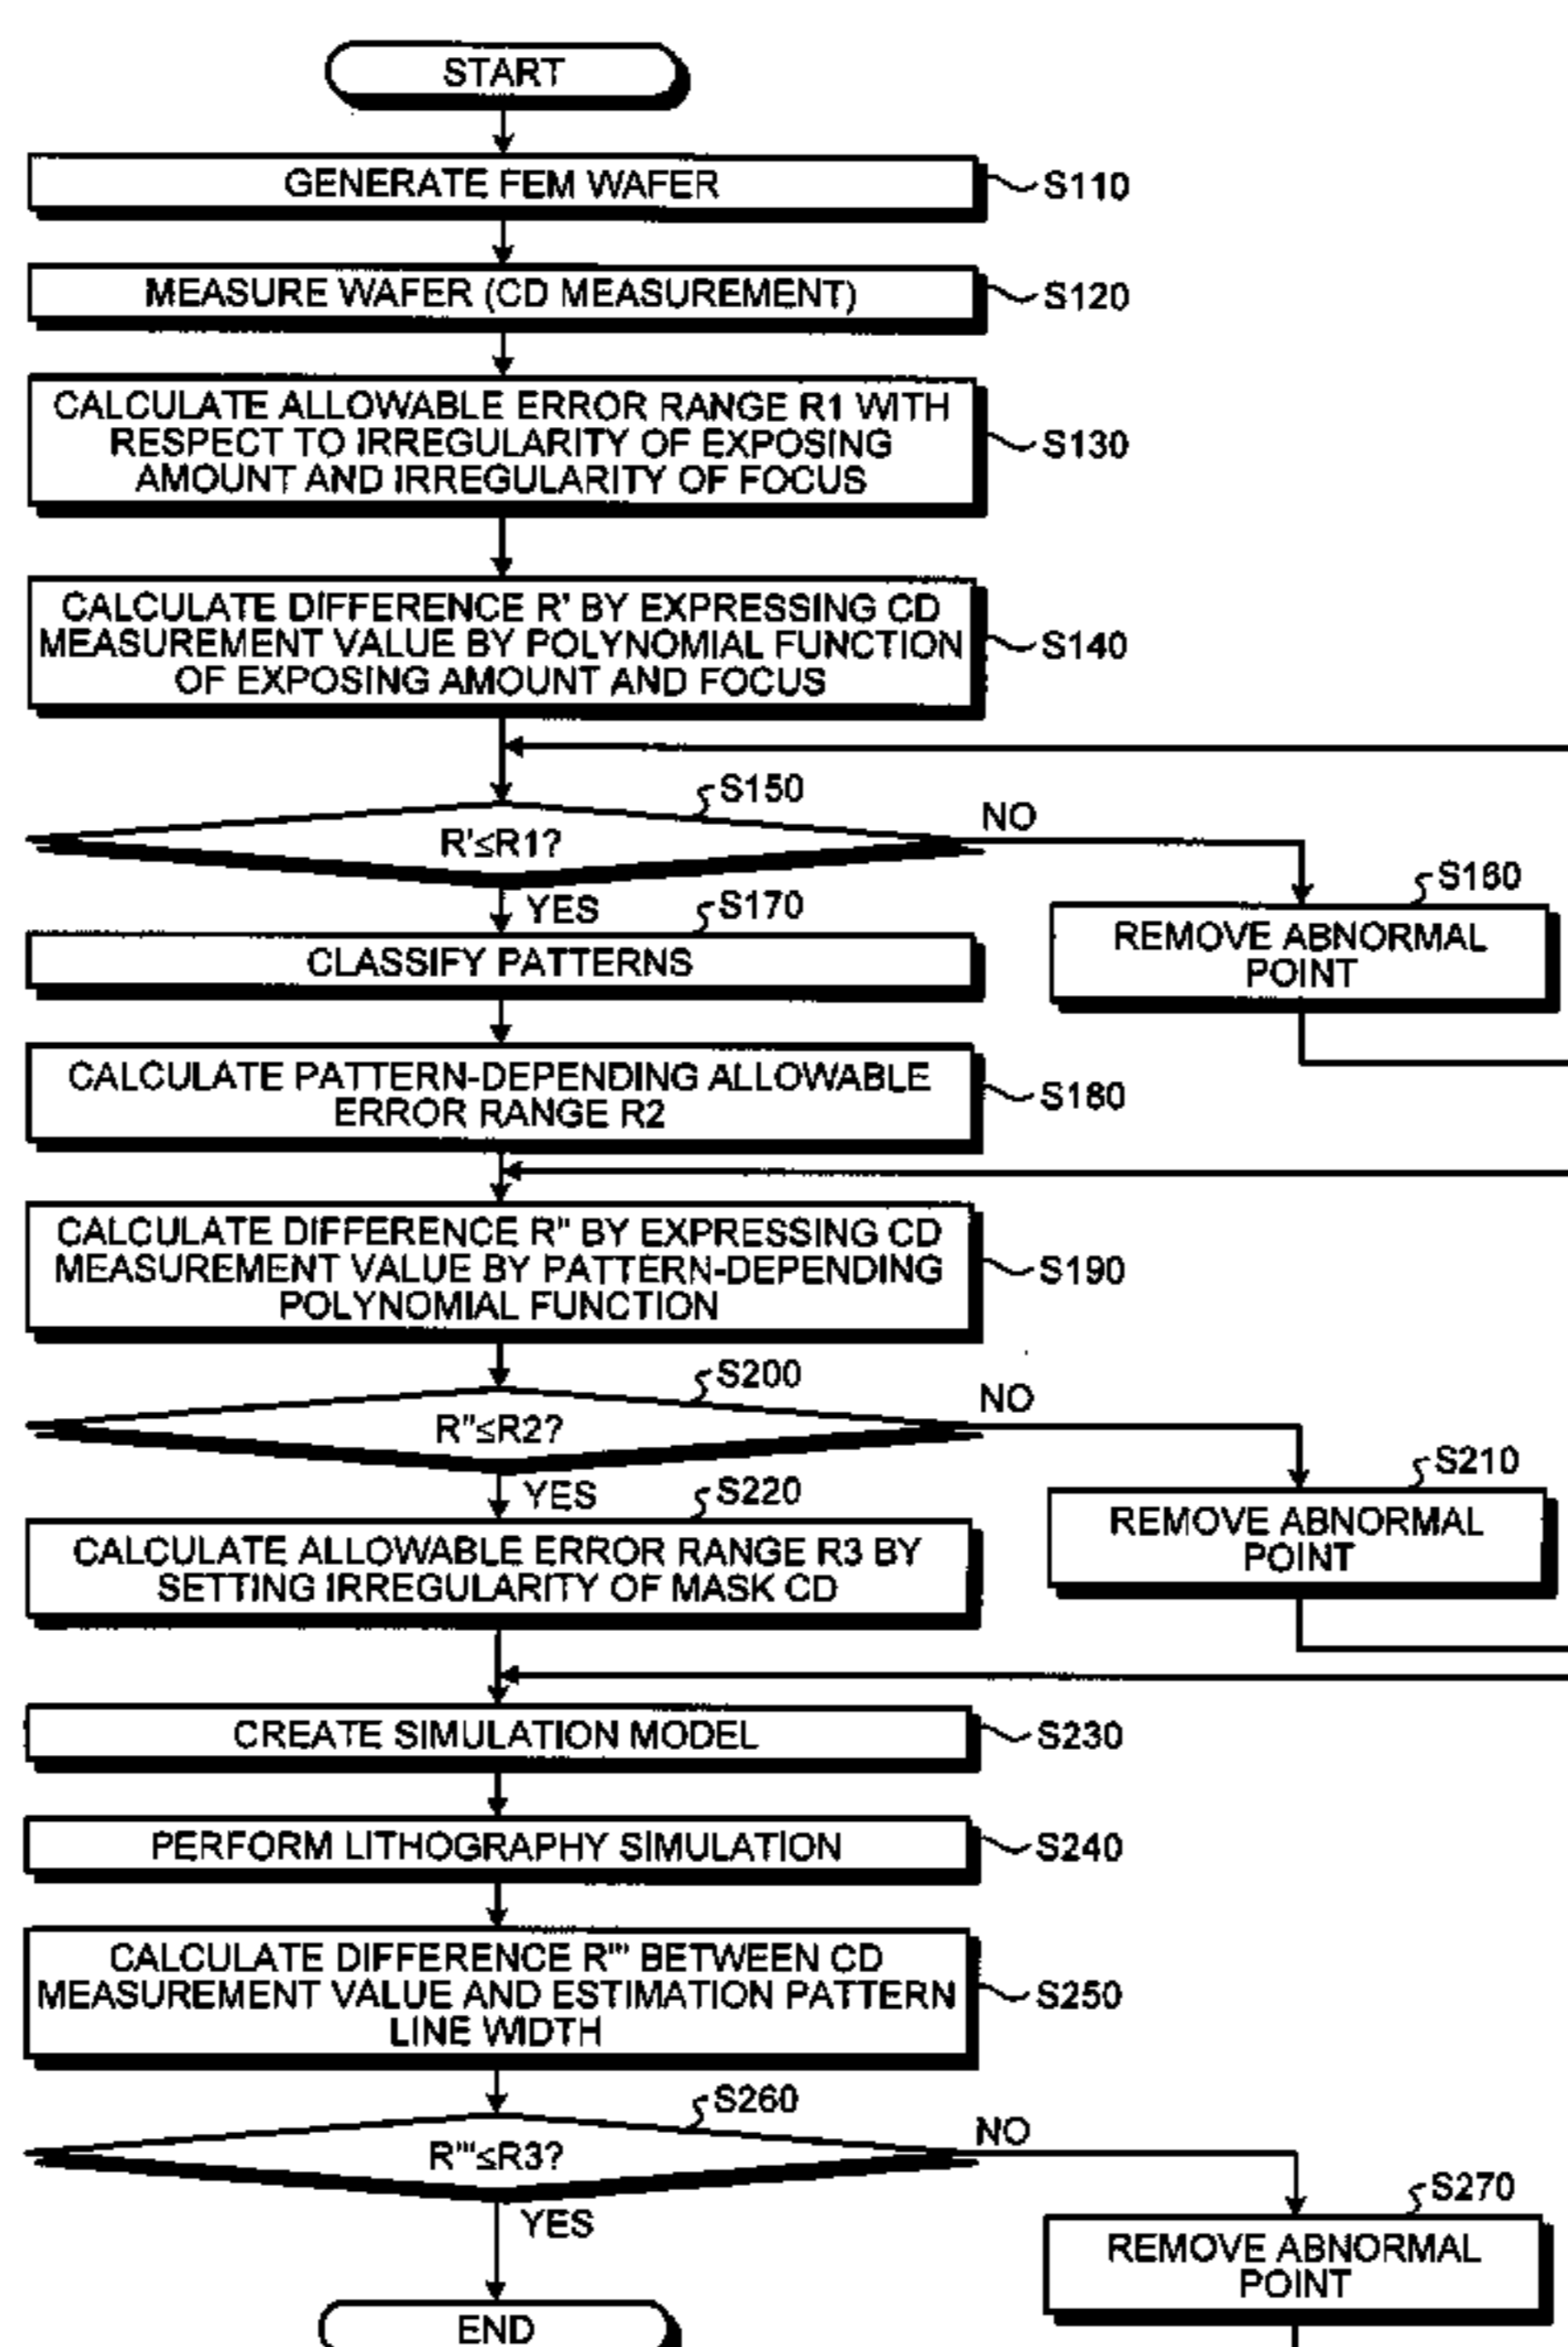 START
GENERATE FEM WAFER
S110
MEASURE WAFER (CD MEASUREMENT)
S120
CALCULATE ALLOWABLE ERROR RANGE R1 WITH
RESPECT TO IRREGULARITY OF EXPOSING
AMOUNT AND IRREGULARITY OF FOCUS
S130
CALCULATE DIFFERENCE R' BY EXPRESSING CD
MEASUREMENT VALUE BY POLYNOMIAL FUNCTION
OF EXPOSING AMOUNT AND FOCUS
S140
S150
R'≤R1?
NO
YES
S160
REMOVE ABNORMAL
POINT
S170
CLASSIFY PATTERNS
CALCULATE PATTERN-DEPENDING ALLOWABLE
ERROR RANGE R2
S180
CALCULATE DIFFERENCE R'' BY EXPRESSING CD
MEASUREMENT VALUE BY PATTERN-DEPENDING
POLYNOMIAL FUNCTION
S190
S200
R''≤R2?
NO
YES
S210
REMOVE ABNORMAL
POINT
S220
CALCULATE ALLOWABLE ERROR RANGE R3 BY
SETTING IRREGULARITY OF MASK CD
CREATE SIMULATION MODEL
S230
PERFORM LITHOGRAPHY SIMULATION
S240
CALCULATE DIFFERENCE R''' BETWEEN CD
MEASUREMENT VALUE AND ESTIMATION PATTERN
LINE WIDTH
S250
S260
R'''≤R3?
NO
YES
S270
REMOVE ABNORMAL
POINT
END